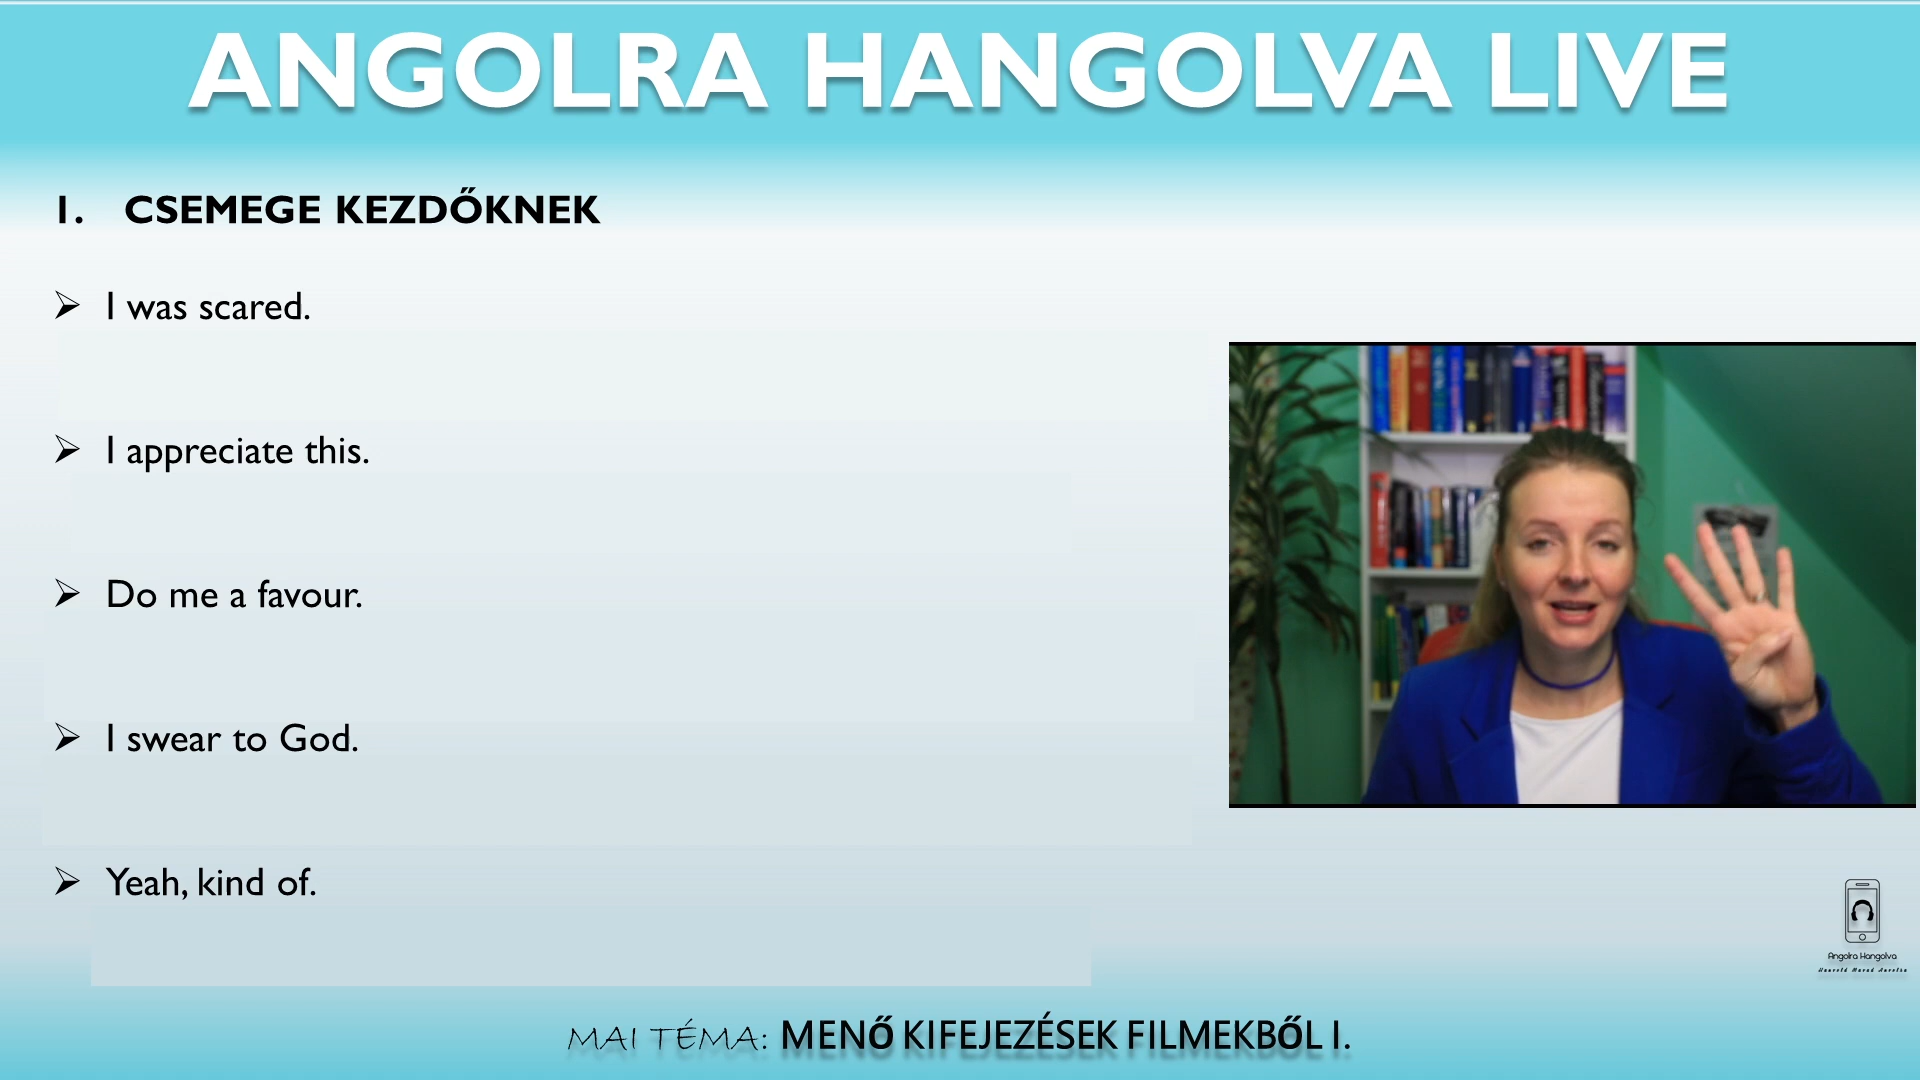 ANGOLRA HANGOLVA LIVE
1. CSEMEGE KEZDŐKNEK
➢ I was scared.
➢ I appreciate this.
➢ Do me a favour.
➢ I swear to God.
➢ Yeah, kind of.
Angolra Hangolva
MAI TÉMA: MENŐ KIFEJEZÉSEK FILMEKBŐL I.